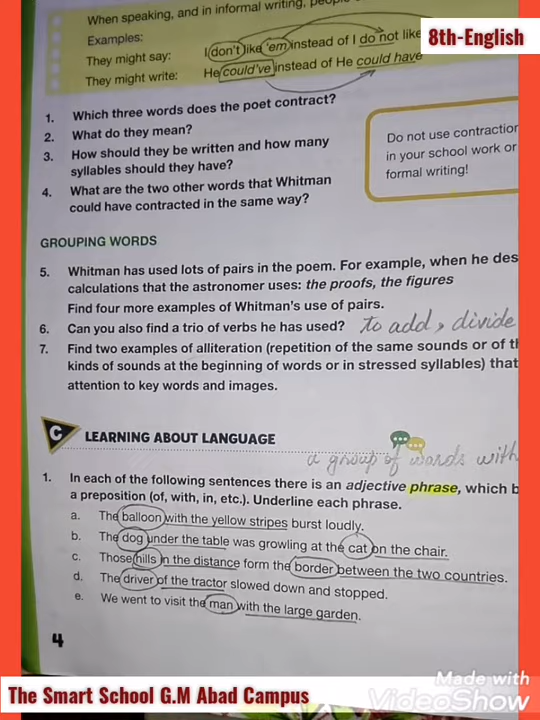 When speaking, and in informal writing,
8th-English
Examples:
They might say: I don't like 'em instead of I do not like
They might write: He could've instead of He could have
1. Which three words does the poet contract?
2. What do they mean?
3. How should they be written and how many
syllables should they have?
4. What are the two other words that Whitman
could have contracted in the same way?
Do not use contraction
in your school work or
formal writing!
GROUPING WORDS
5. Whitman has used lots of pairs in the poem. For example, when he des
calculations that the astronomer uses: the proofs, the figures
Find four more examples of Whitman's use of pairs.
6. Can you also find a trio of verbs he has used? to add, divide
7. Find two examples of alliteration (repetition of the same sounds or of th
kinds of sounds at the beginning of words or in stressed syllables) that
attention to key words and images.
C LEARNING ABOUT LANGUAGE
a group of words with
1. In each of the following sentences there is an adjective phrase, which b
a preposition (of, with, in, etc.). Underline each phrase.
a. The balloon with the yellow stripes burst loudly.
b. The dog under the table was growling at the cat on the chair.
c. Those hills in the distance form the border between the two countries.
d. The driver of the tractor slowed down and stopped.
e. We went to visit the man with the large garden.
4
Made with
VideoShow
The Smart School G.M Abad Campus